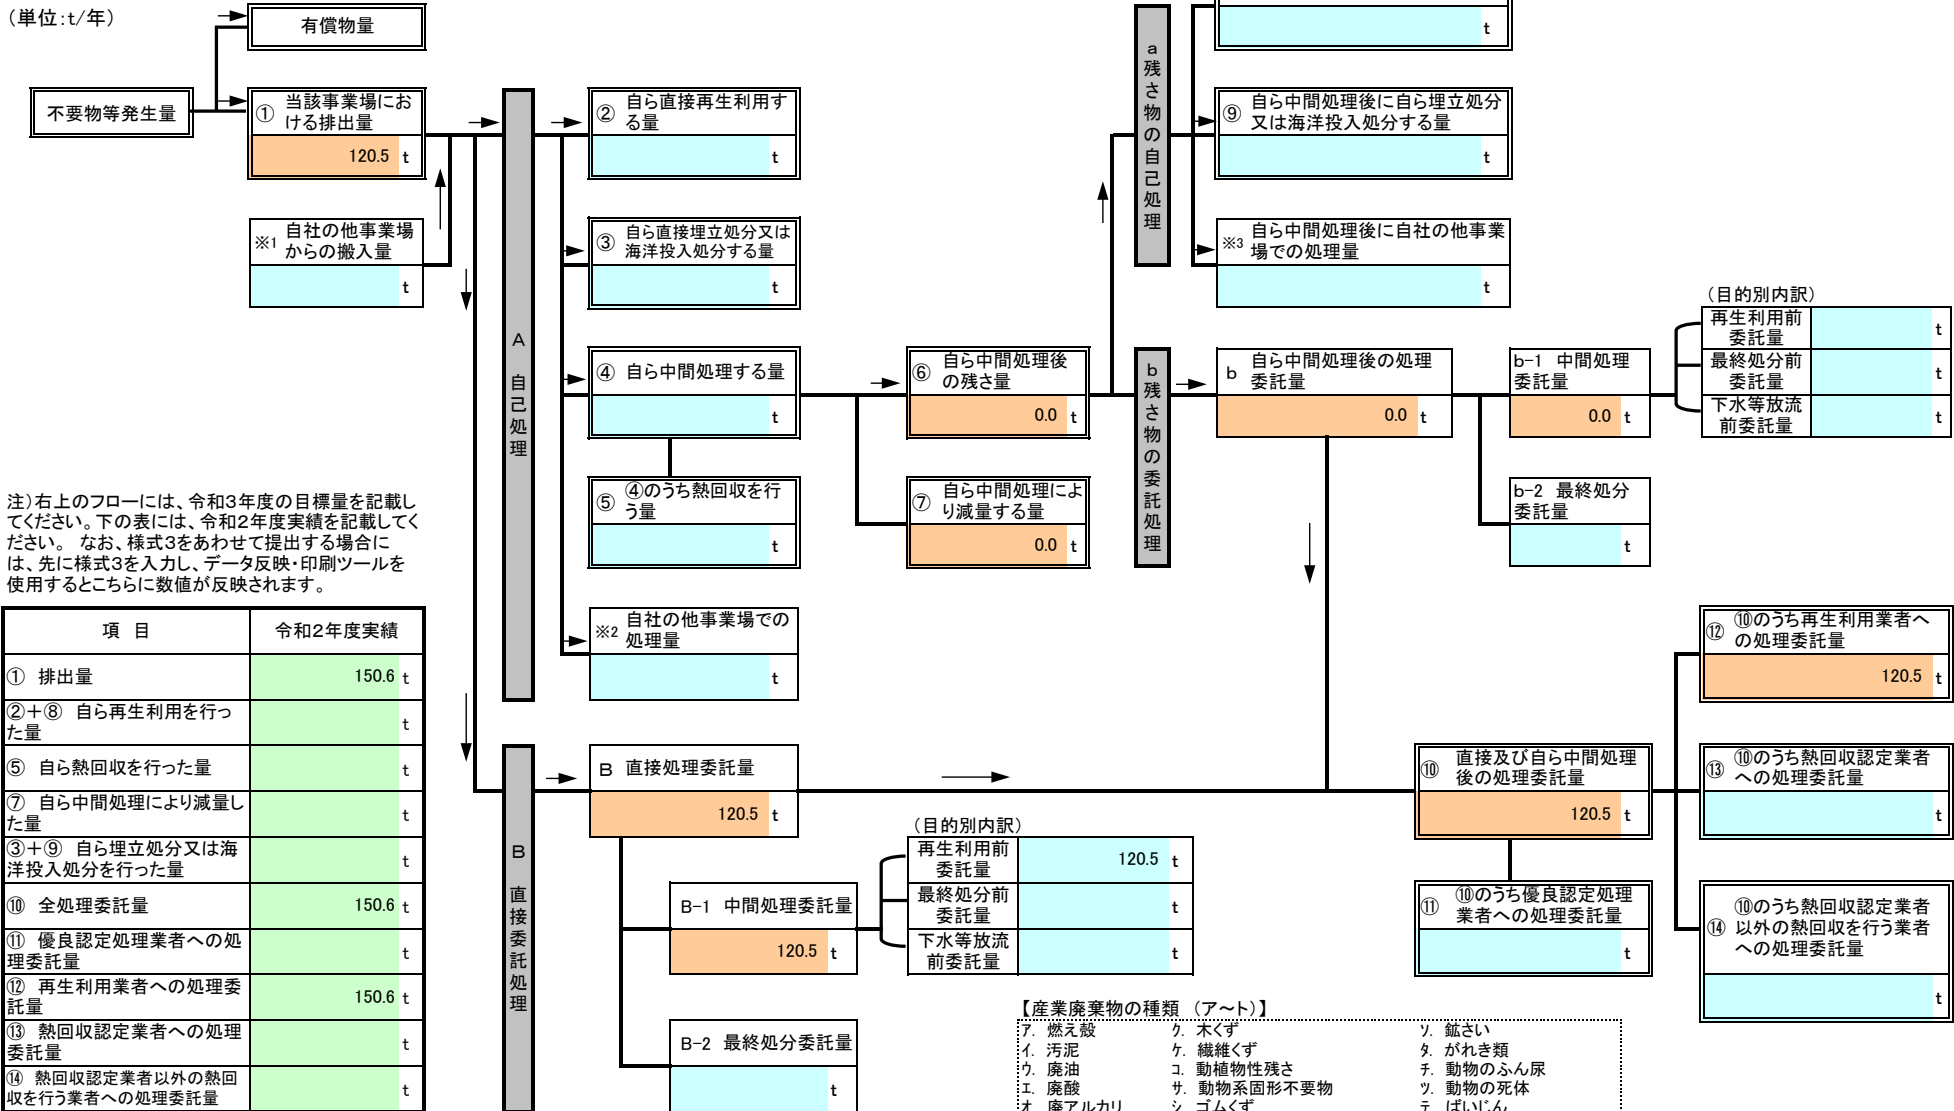 （単位:ｔ/年）
有償物量
不要物等発生量
① 当該事業場にお
ける排出量
120.5 t
※1 自社の他事業場
からの搬入量
t
A 自己処理
② 自ら直接再生利用す
る量
t
③ 自ら直接埋立処分又は
海洋投入処分する量
t
④ 自ら中間処理する量
t
⑤ ④のうち熱回収を行
う量
t
※2 自社の他事業場での
処理量
t
⑥ 自ら中間処理後
の残さ量
0.0 t
⑦ 自ら中間処理によ
り減量する量
0.0 t
a 残さ物の自己処理
t
⑨ 自ら中間処理後に自ら埋立処分
又は海洋投入処分する量
t
※3 自ら中間処理後に自社の他事業
場での処理量
t
b 残さ物の委託処理
b 自ら中間処理後の処理
委託量
0.0 t
b-1 中間処理
委託量
0.0 t
（目的別内訳）
再生利用前
委託量
t
最終処分前
委託量
t
下水等放流
前委託量
t
b-2 最終処分
委託量
t
注）右上のフローには、令和３年度の目標量を記載し
てください。下の表には、令和２年度実績を記載してく
ださい。 なお、様式３をあわせて提出する場合に
は、先に様式３を入力し、データ反映・印刷ツールを
使用するとこちらに数値が反映されます。
項 目 令和２年度実績
① 排出量 150.6 t
②＋⑧ 自ら再生利用を行っ
た量
t
⑤ 自ら熱回収を行った量 t
⑦ 自ら中間処理により減量し
た量
t
③＋⑨ 自ら埋立処分又は海
洋投入処分を行った量
t
⑩ 全処理委託量 150.6 t
⑪ 優良認定処理業者への処
理委託量
t
⑫ 再生利用業者への処理委
託量
150.6 t
⑬ 熱回収認定業者への処理
委託量
t
⑭ 熱回収認定業者以外の熱回
収を行う業者への処理委託量
t
B 直接委託処理
B 直接処理委託量
120.5 t
B-1 中間処理委託量
120.5 t
（目的別内訳）
再生利用前
委託量
120.5 t
最終処分前
委託量
t
下水等放流
前委託量
t
B-2 最終処分委託量
t
⑩ 直接及び自ら中間処理
後の処理委託量
120.5 t
⑪ ⑩のうち優良認定処理
業者への処理委託量
t
⑫ ⑩のうち再生利用業者へ
の処理委託量
120.5 t
⑬ ⑩のうち熱回収認定業者
への処理委託量
t
⑭ ⑩のうち熱回収認定業者
以外の熱回収を行う業者
への処理委託量
t
【産業廃棄物の種類 （ア～ト）】
ｱ. 燃え殻 ｸ. 木くず ｿ. 鉱さい
ｲ. 汚泥 ｹ. 繊維くず ﾀ. がれき類
ｳ. 廃油 ｺ. 動植物性残さ ﾁ. 動物のふん尿
ｴ. 廃酸 ｻ. 動物系固形不要物 ﾂ. 動物の死体
ｵ. 廃アルカリ ｼ. ゴムくず ﾃ. ばいじん